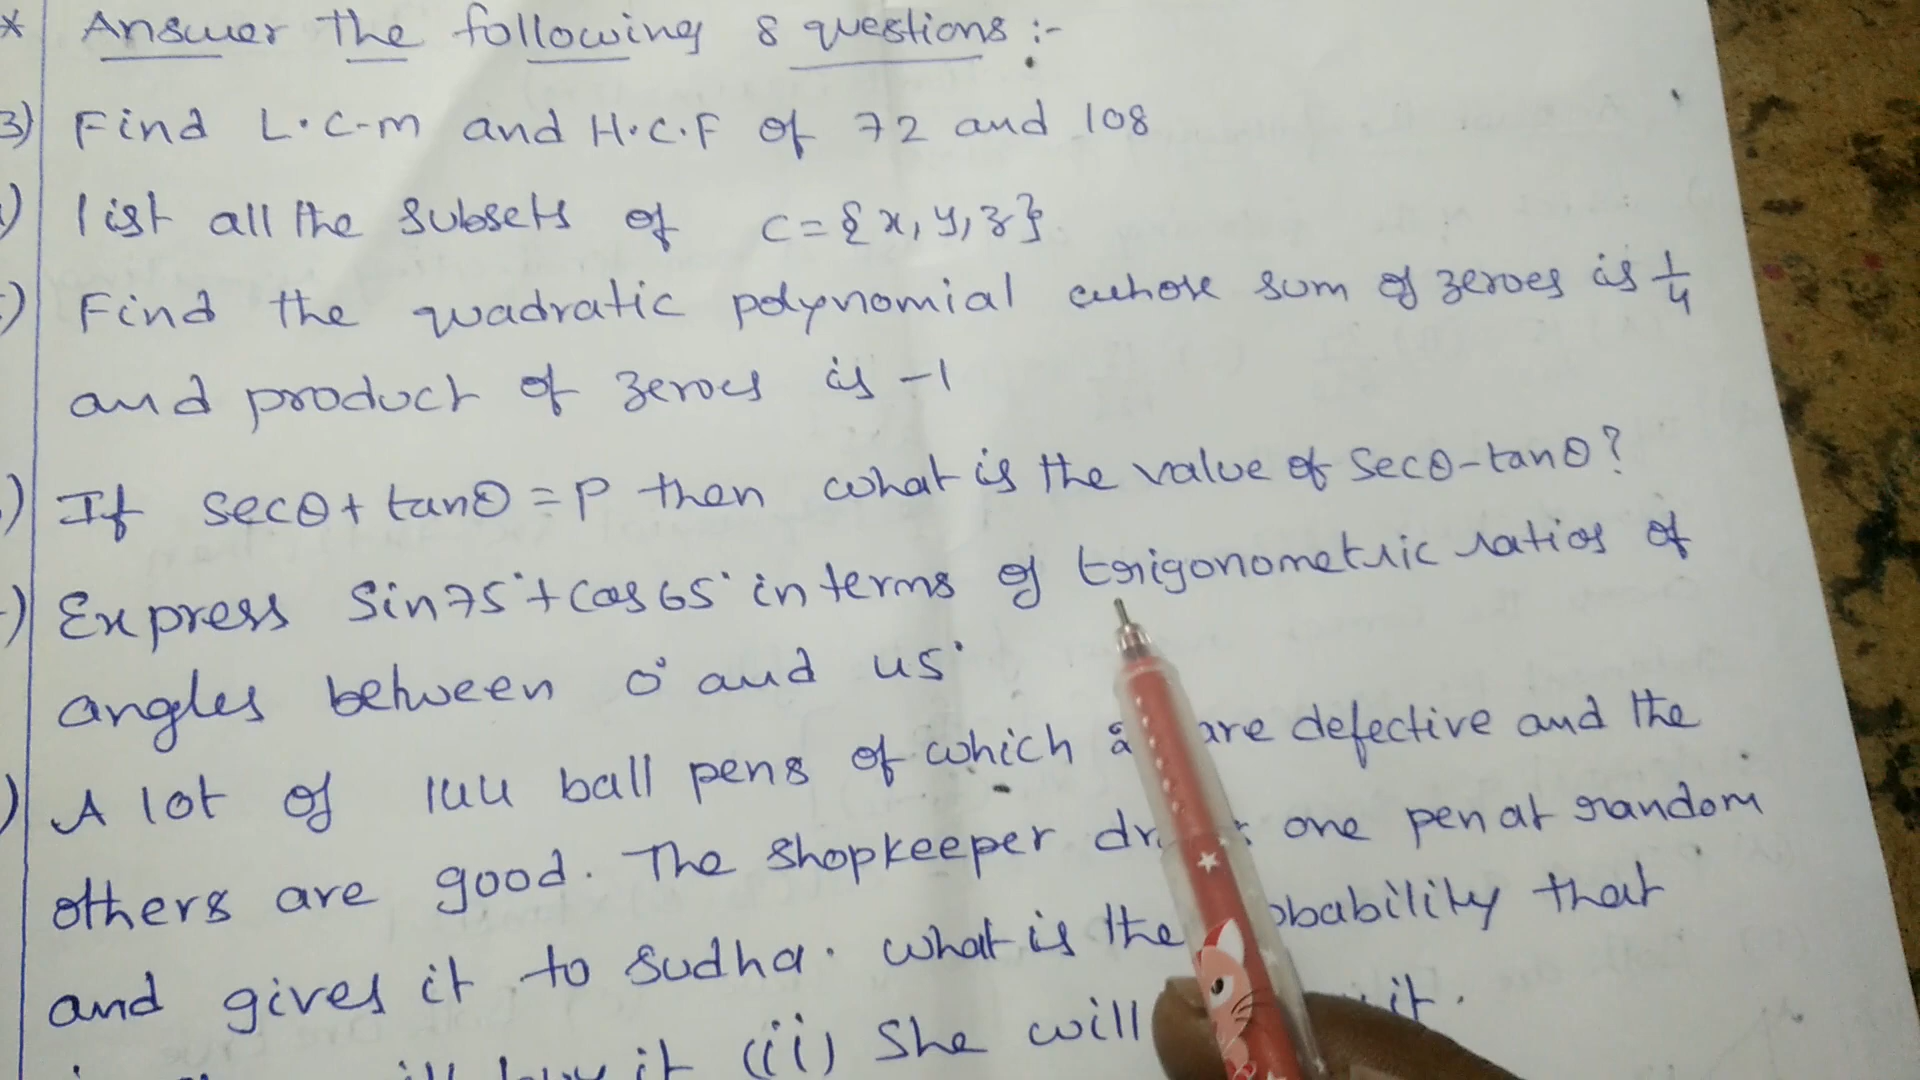 * Answer the following 8 questions :-
3) Find L.C.M and H.C.F of 72 and 108
) list all the subsets of C = {x, y, z}
) Find the quadratic polynomial whose sum of zeroes is 1/4
and product of zeroes is -1
) If secθ + tanθ = P then what is the value of Secθ - tanθ?
) Express Sin75° + Cos65° in terms of trigonometric ratios of
angles between 0° and 45°
) A lot of 144 ball pens of which are defective and the
others are good. The shopkeeper one pen at random
and gives it to Sudha. What is the that
it (ii) She will it.